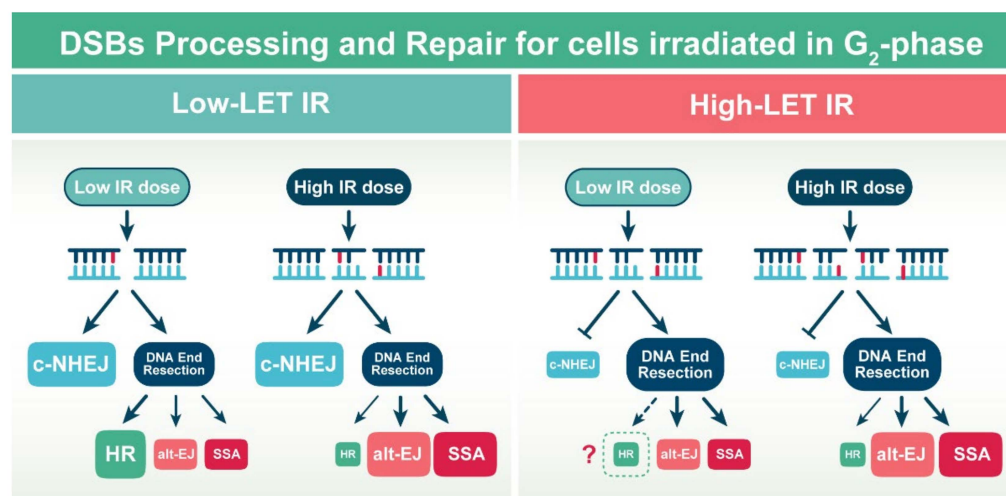 DSBs Processing and Repair for cells irradiated in G₂-phase
Low-LET IR
High-LET IR
Low IR dose
High IR dose
Low IR dose
High IR dose
c-NHEJ
DNA End
Resection
c-NHEJ
DNA End
Resection
c-NHEJ
DNA End
Resection
c-NHEJ
DNA End
Resection
HR
alt-EJ
SSA
HR
alt-EJ
SSA
?
HR
alt-EJ
SSA
HR
alt-EJ
SSA